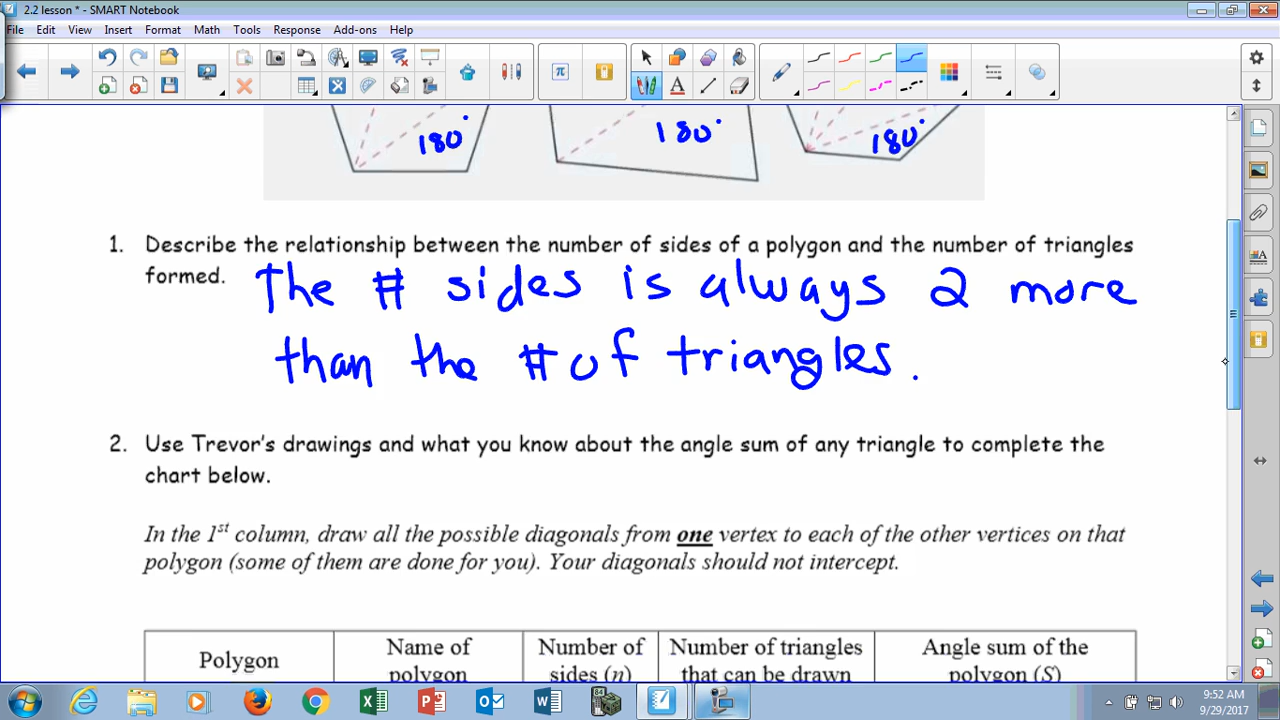 2.2 lesson * - SMART Notebook
File Edit View Insert Format Math Tools Response Add-ons Help
180°
180°
180°
1. Describe the relationship between the number of sides of a polygon and the number of triangles
formed.
The # sides is always 2 more
than the # of triangles.
2. Use Trevor's drawings and what you know about the angle sum of any triangle to complete the
chart below.
In the 1st column, draw all the possible diagonals from one vertex to each of the other vertices on that
polygon (some of them are done for you). Your diagonals should not intercept.
Polygon
Name of
polygon
Number of
sides (n)
Number of triangles
that can be drawn
Angle sum of the
polygon (S)
9:52 AM
9/29/2017